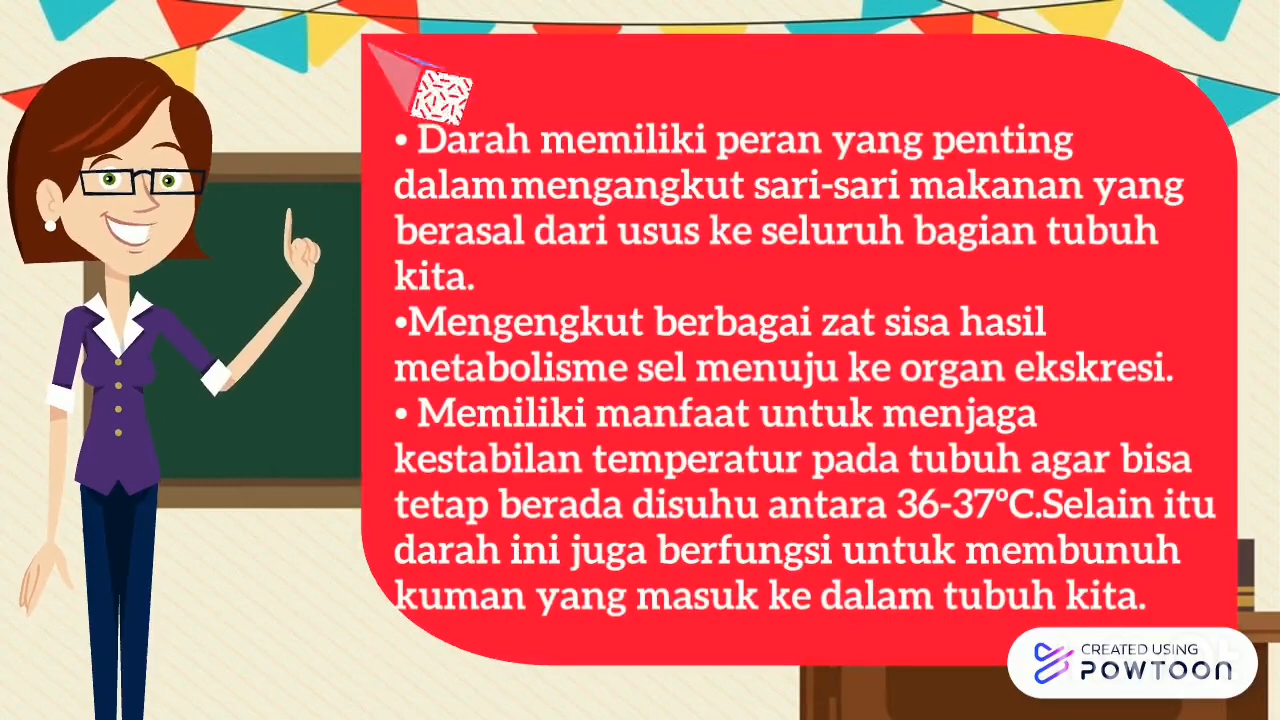 • Darah memiliki peran yang penting
dalam mengangkut sari-sari makanan yang
berasal dari usus ke seluruh bagian tubuh
kita.
•Mengengkut berbagai zat sisa hasil
metabolisme sel menuju ke organ ekskresi.
• Memiliki manfaat untuk menjaga
kestabilan temperatur pada tubuh agar bisa
tetap berada disuhu antara 36-37°C.Selain itu
darah ini juga berfungsi untuk membunuh
kuman yang masuk ke dalam tubuh kita.
CREATED USING
POWTOON